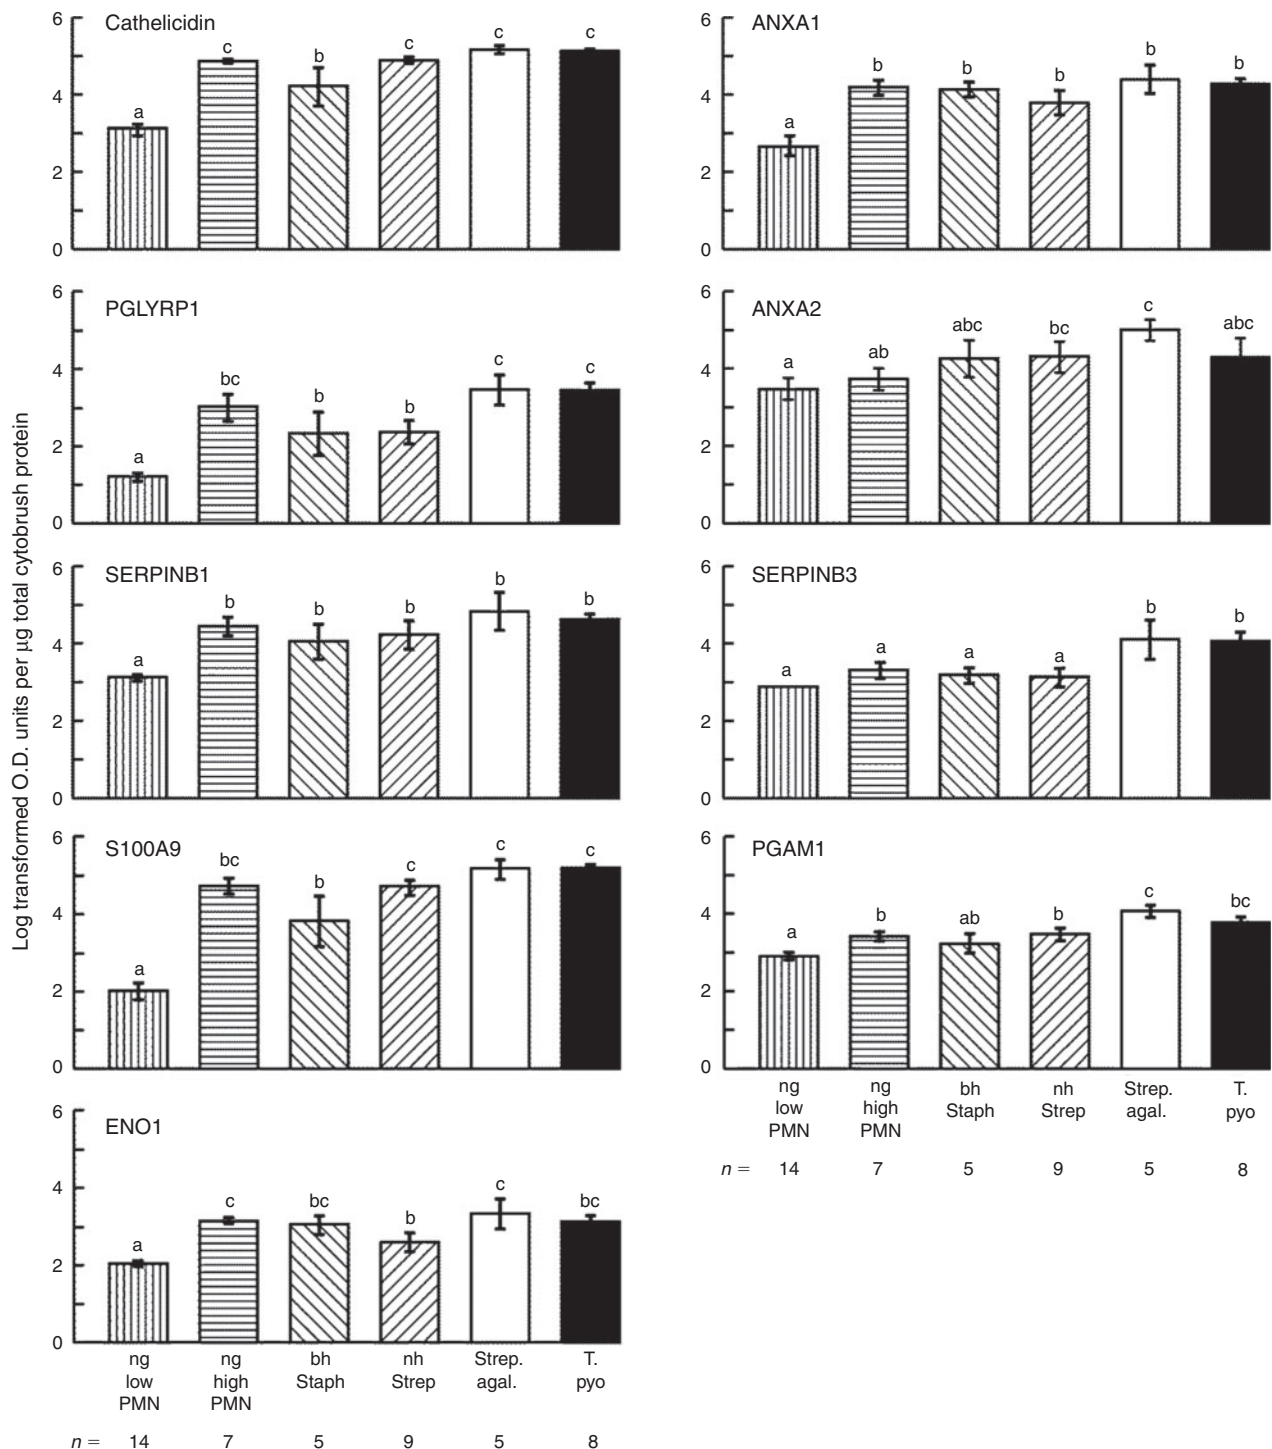 Log transformed O.D. units per µg total cytobrush protein
Cathelicidin
6
4
2
0
a
c
b
c
c
c
PGLYRP1
6
4
2
0
a
bc
b
b
c
c
SERPINB1
6
4
2
0
a
b
b
b
b
b
S100A9
6
4
2
0
a
bc
b
c
c
c
ENO1
6
4
2
0
a
c
bc
b
c
bc
ng low PMN
ng high PMN
bh Staph
nh Strep
Strep. agal.
T. pyo
n = 14 7 5 9 5 8
ANXA1
6
4
2
0
a
b
b
b
b
b
ANXA2
6
4
2
0
a
ab
abc
bc
c
abc
SERPINB3
6
4
2
0
a
a
a
a
b
b
PGAM1
6
4
2
0
a
b
ab
b
c
bc
ng low PMN
ng high PMN
bh Staph
nh Strep
Strep. agal.
T. pyo
n = 14 7 5 9 5 8